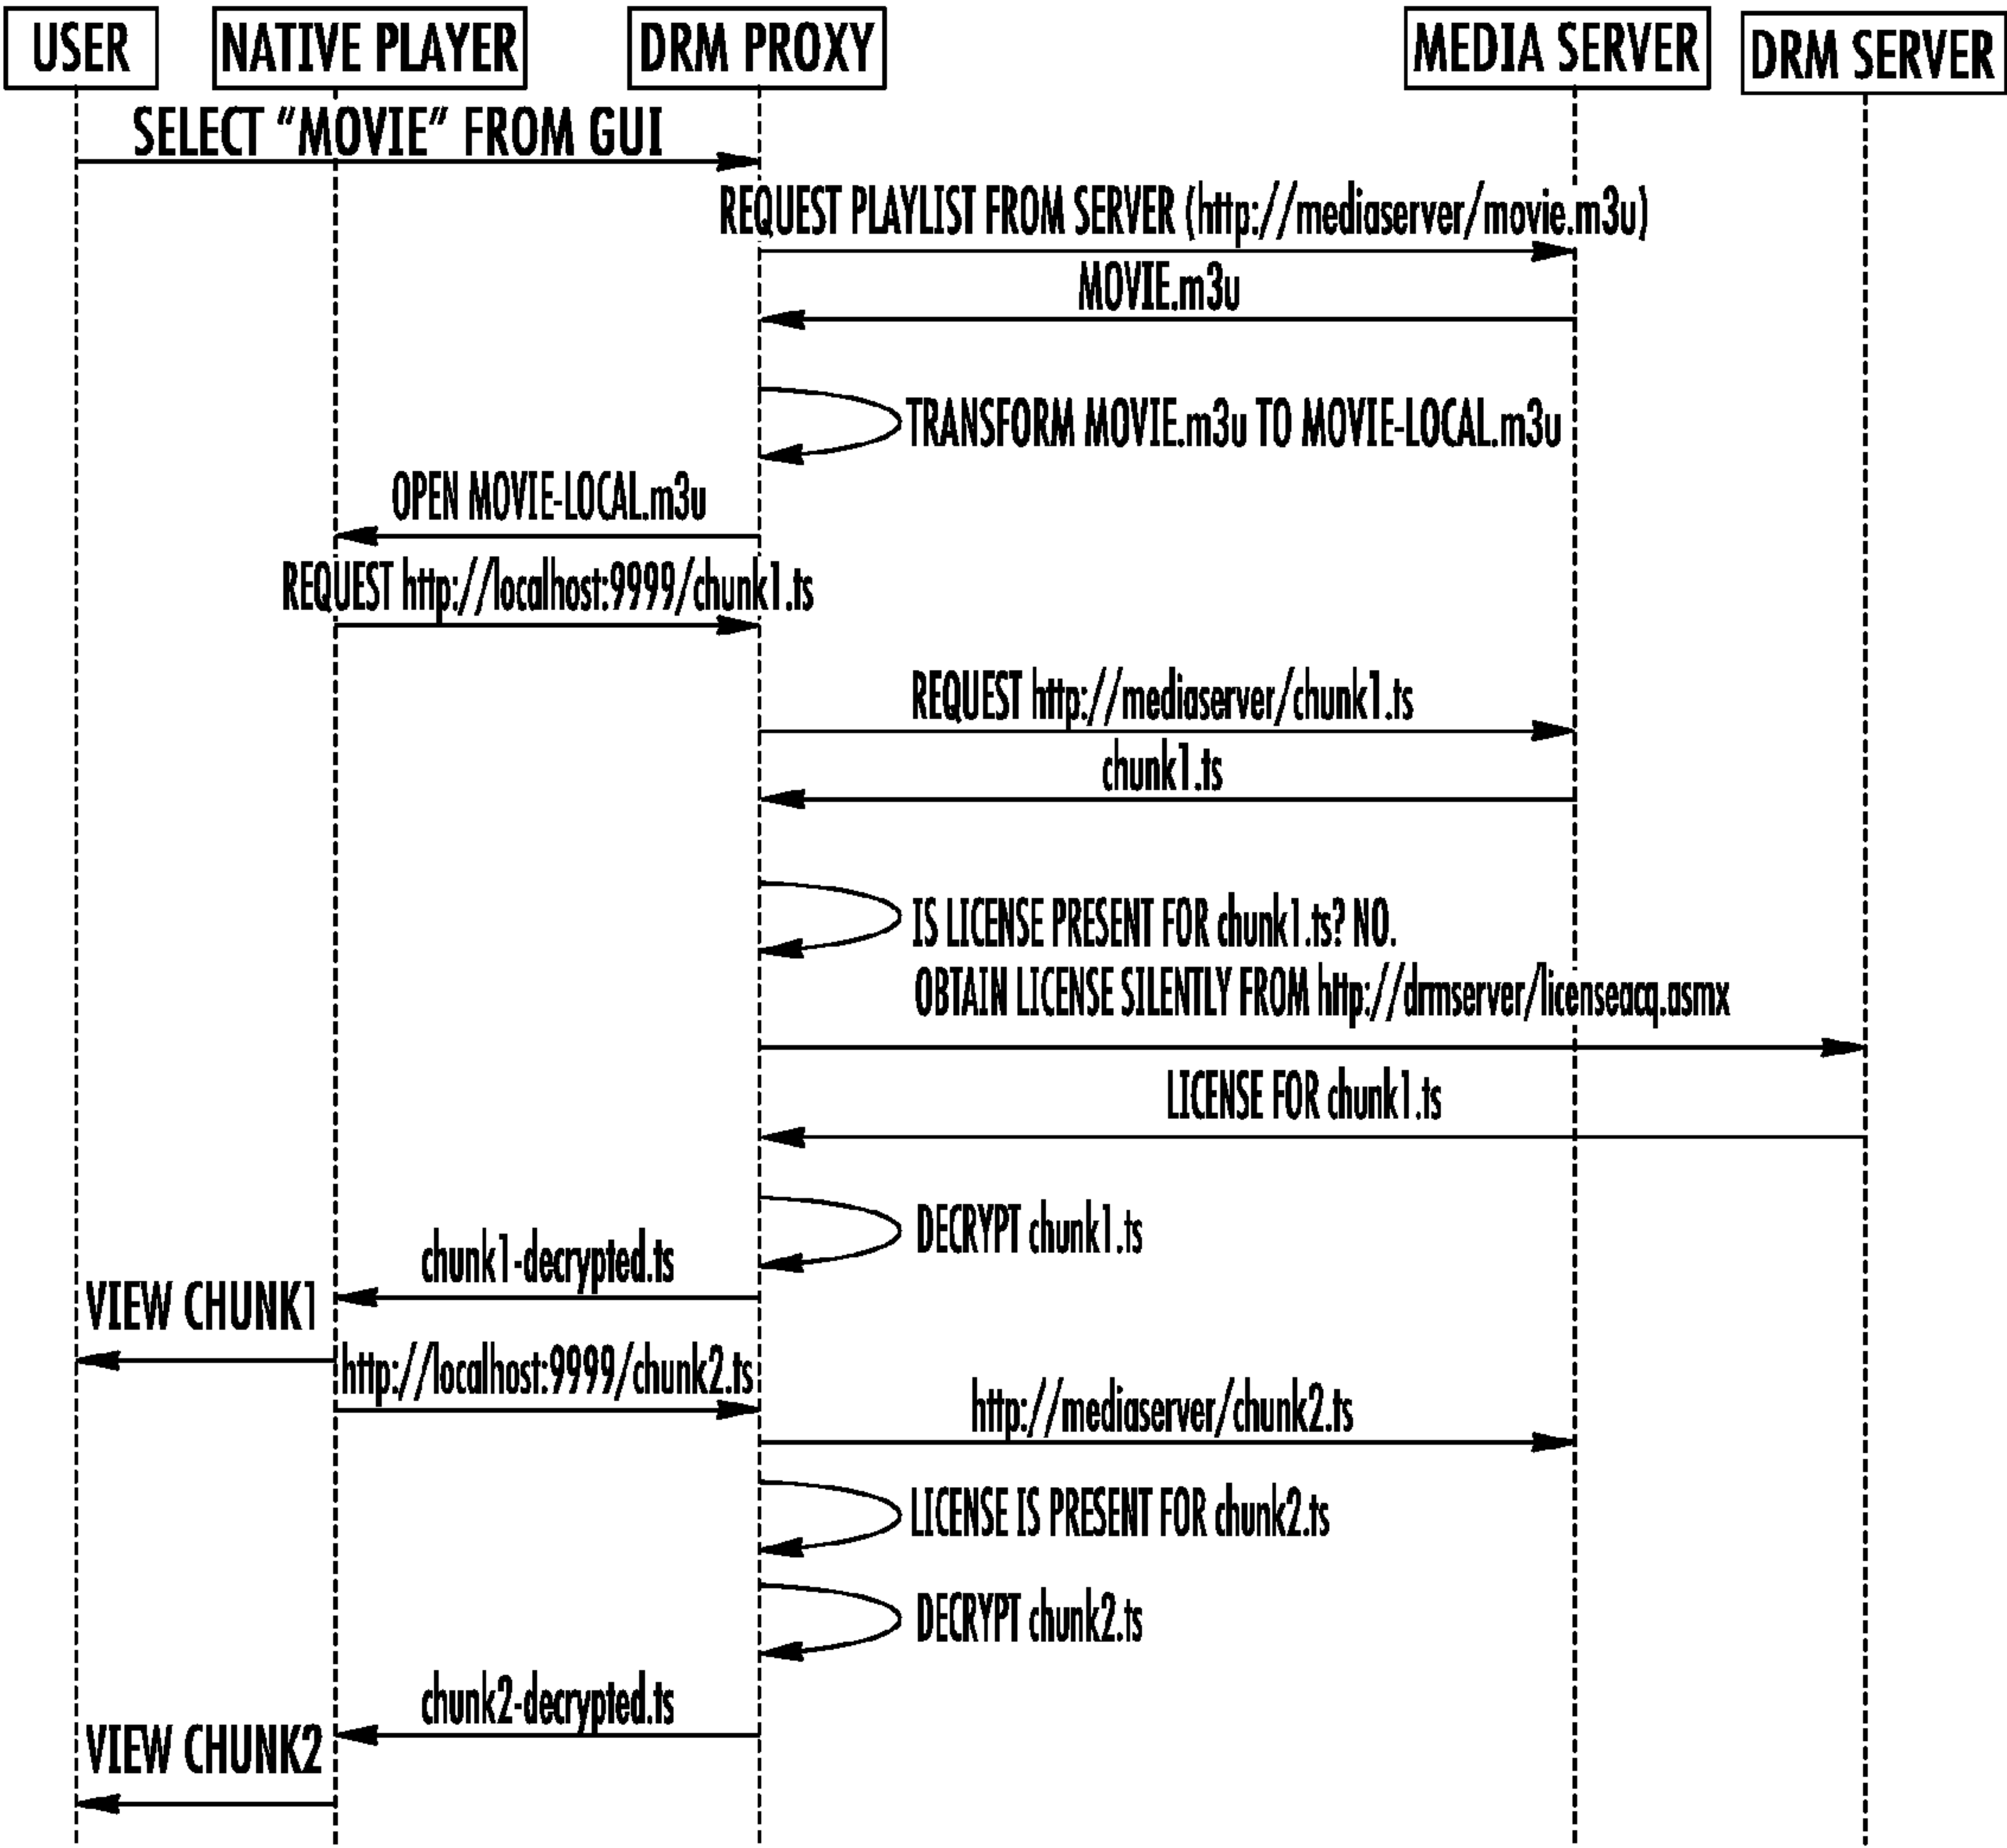 USER
NATIVE PLAYER
DRM PROXY
MEDIA SERVER
DRM SERVER
SELECT “MOVIE” FROM GUI
REQUEST PLAYLIST FROM SERVER (http://mediaserver/movie.m3u)
MOVIE.m3u
TRANSFORM MOVIE.m3u TO MOVIE-LOCAL.m3u
OPEN MOVIE-LOCAL.m3u
REQUEST http://localhost:9999/chunk1.ts
REQUEST http://mediaserver/chunk1.ts
chunk1.ts
IS LICENSE PRESENT FOR chunk1.ts? NO.
OBTAIN LICENSE SILENTLY FROM http://drmserver/licenseacq.asmx
LICENSE FOR chunk1.ts
DECRYPT chunk1.ts
chunk1-decrypted.ts
VIEW CHUNK1
http://localhost:9999/chunk2.ts
http://mediaserver/chunk2.ts
LICENSE IS PRESENT FOR chunk2.ts
DECRYPT chunk2.ts
chunk2-decrypted.ts
VIEW CHUNK2